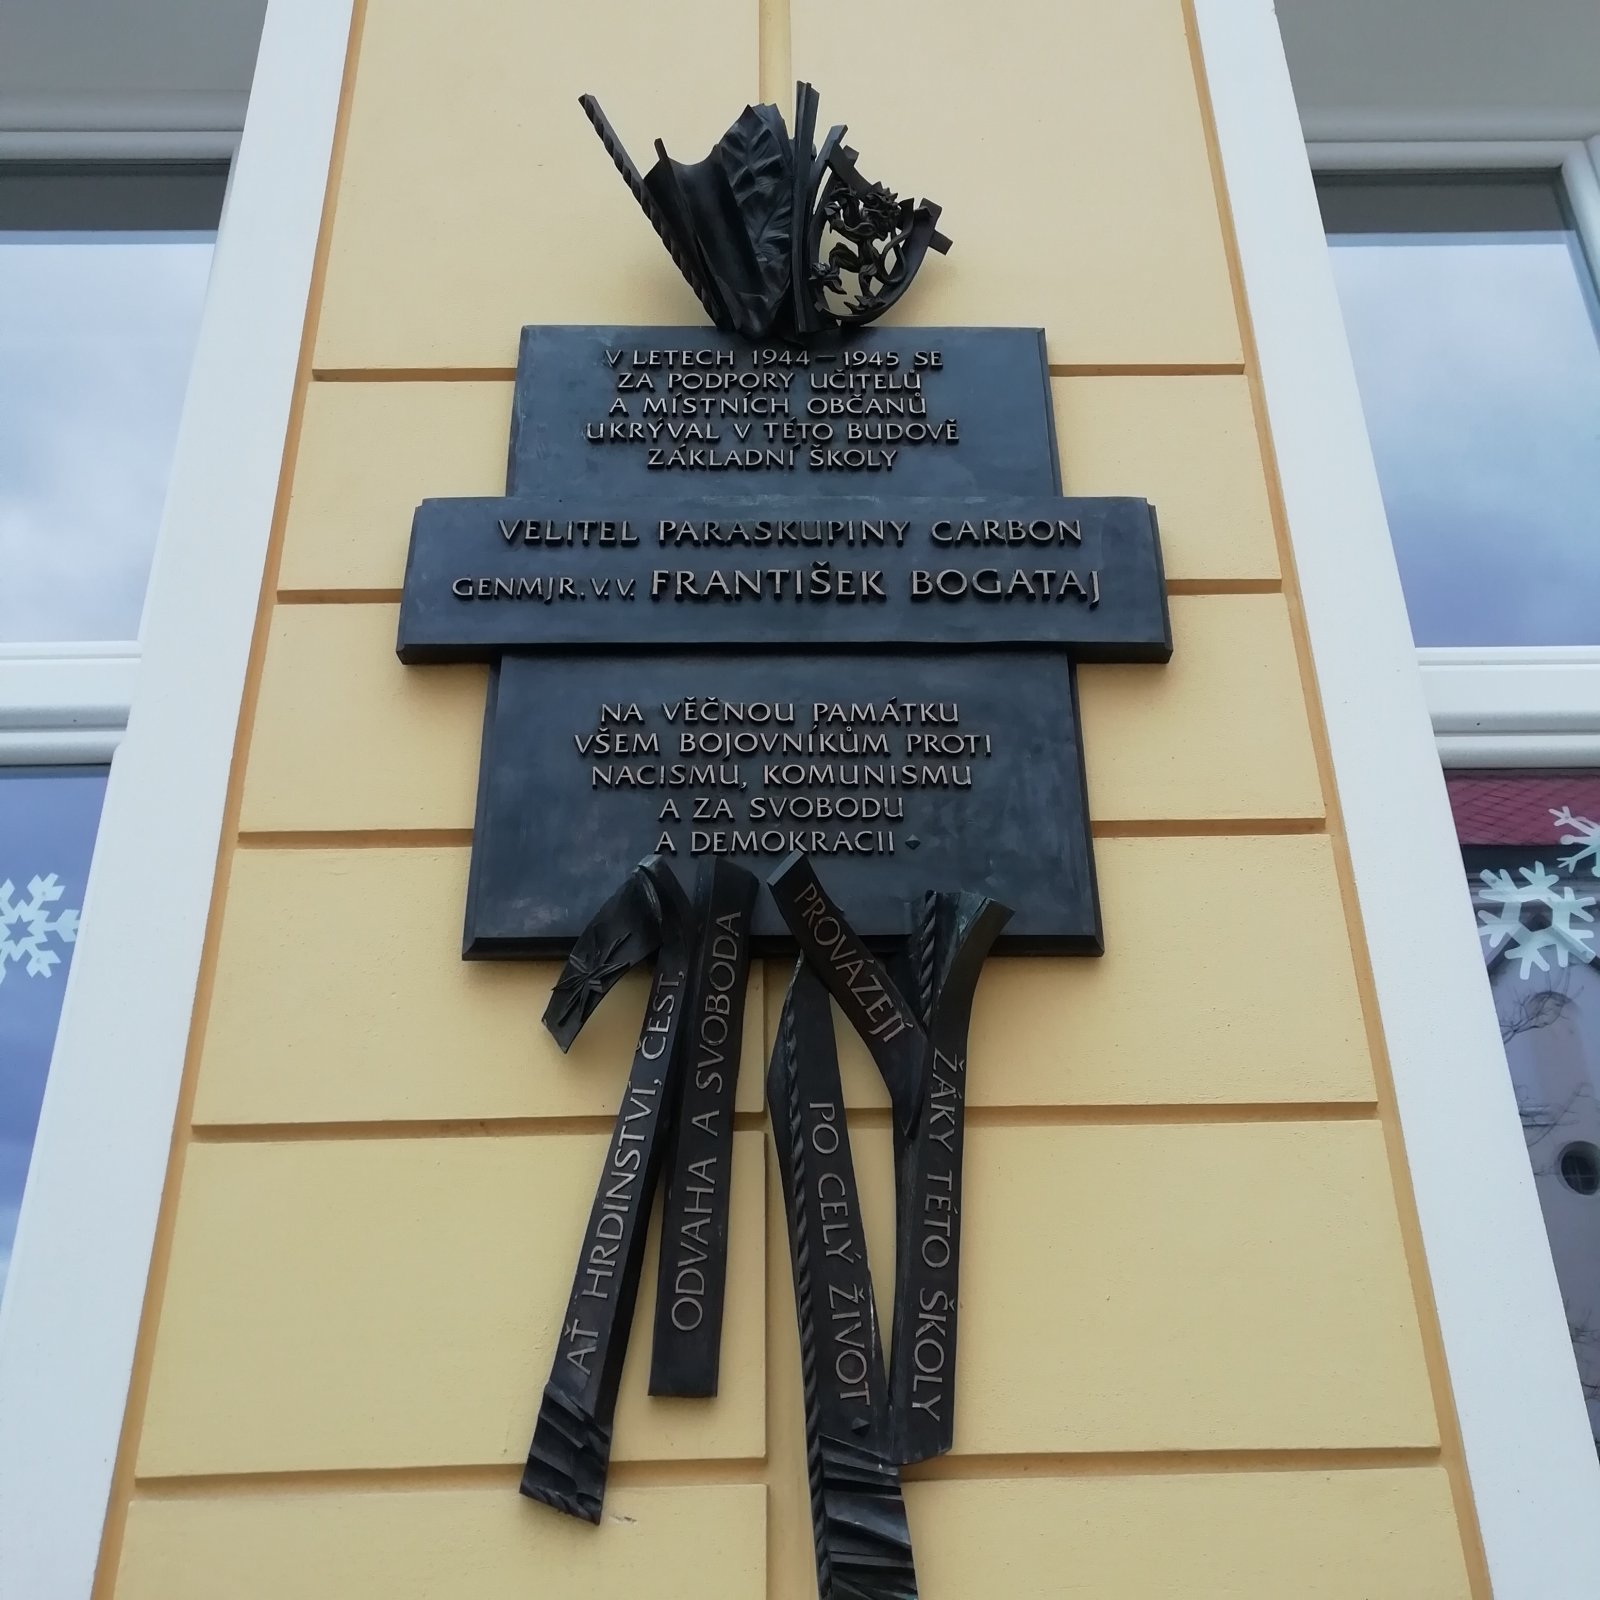 V LETECH 1944 – 1945 SE
ZA PODPORY UČITELŮ
A MÍSTNÍCH OBČANŮ
UKRÝVAL V TÉTO BUDOVĚ
ZÁKLADNÍ ŠKOLY
VELITEL PARASKUPINY CARBON
GENMJR. V. V. FRANTIŠEK BOGATAJ
NA VĚČNOU PAMÁTKU
VŠEM BOJOVNÍKŮM PROTI
NACISMU, KOMUNISMU
A ZA SVOBODU
A DEMOKRACII
AŤ HRDINSTVÍ, ČEST,
ODVAHA A SVOBODA
PROVÁZEJÍ
ŽÁKY TÉTO ŠKOLY
PO CELÝ ŽIVOT